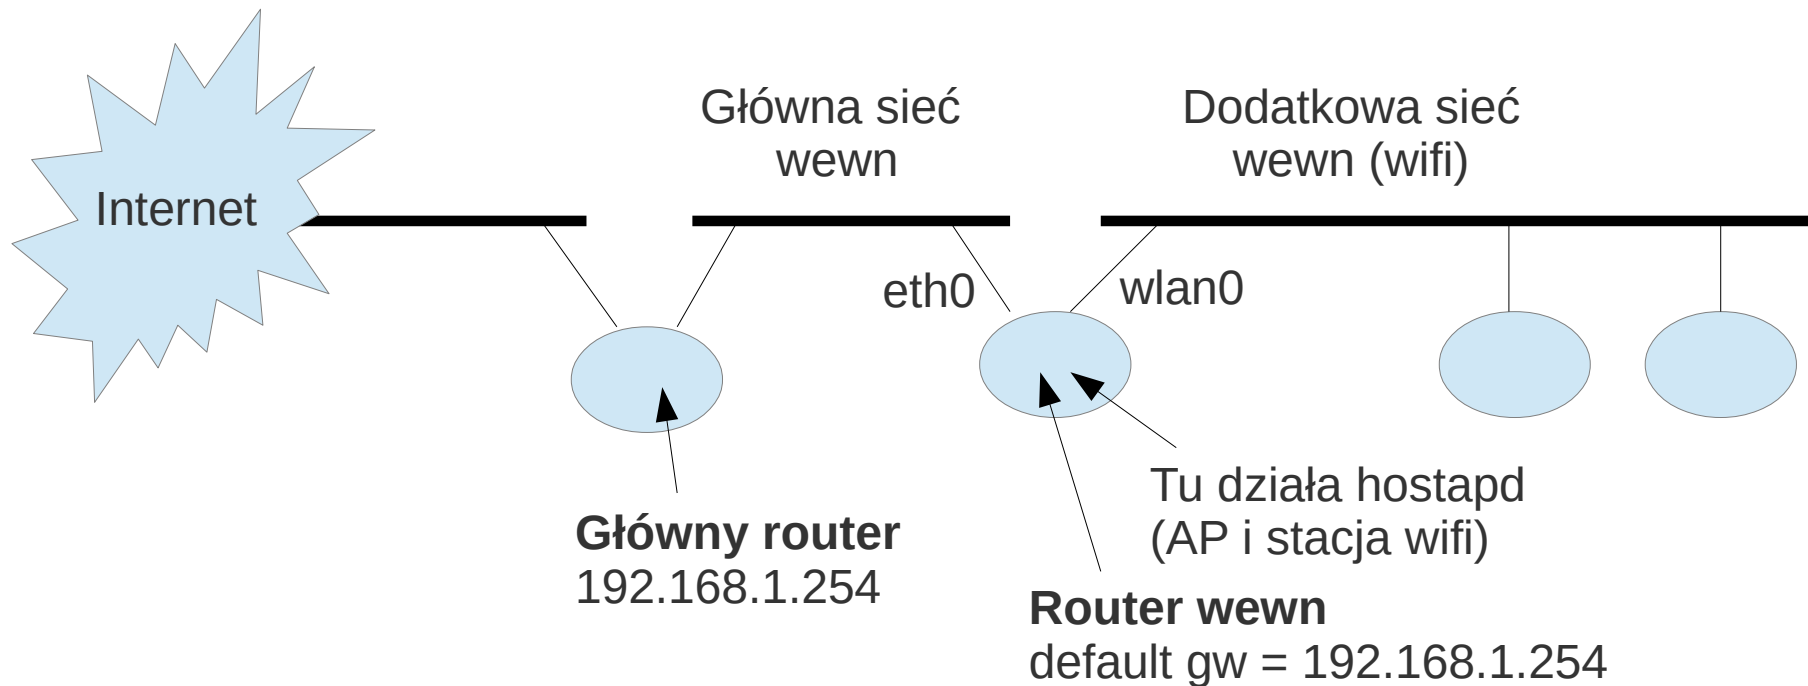 Główna sieć
wewn
Dodatkowa sieć
wewn (wifi)
Internet
eth0
wlan0
Tu działa hostapd
(AP i stacja wifi)
Główny router
192.168.1.254
Router wewn
default gw = 192.168.1.254